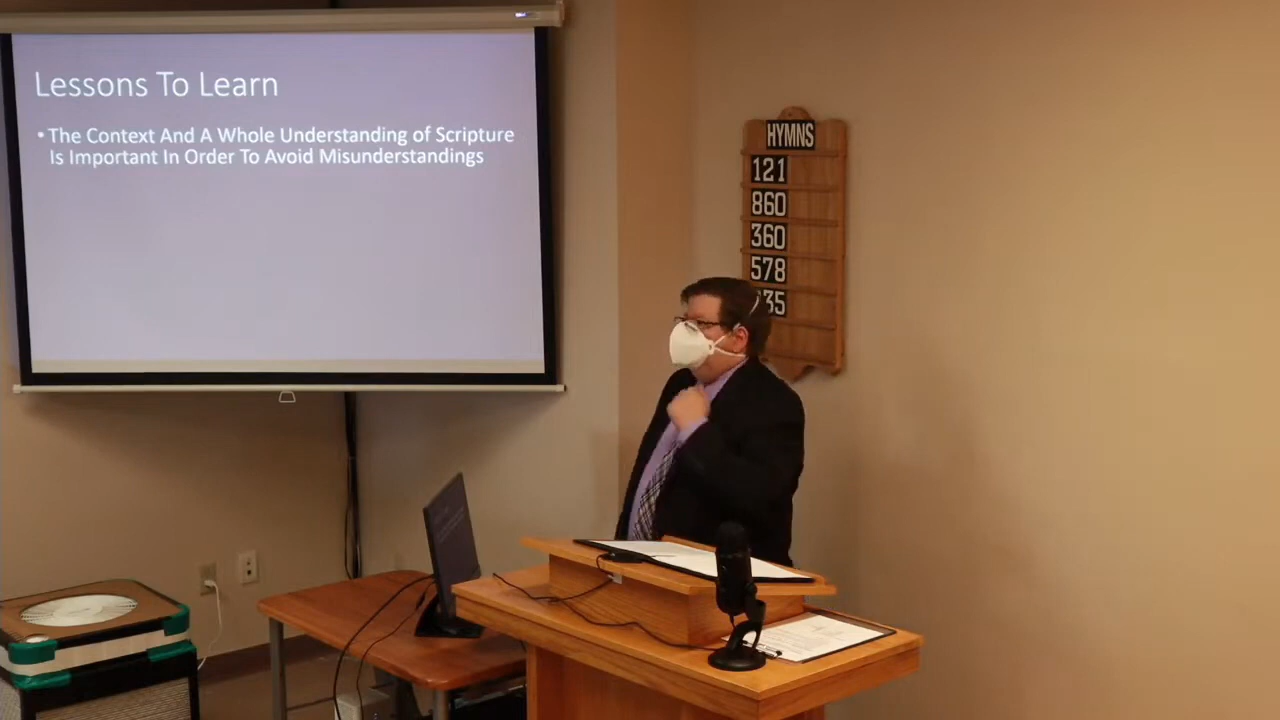 Lessons To Learn
• The Context And A Whole Understanding of Scripture
Is Important In Order To Avoid Misunderstandings
HYMNS
121
860
360
578
35